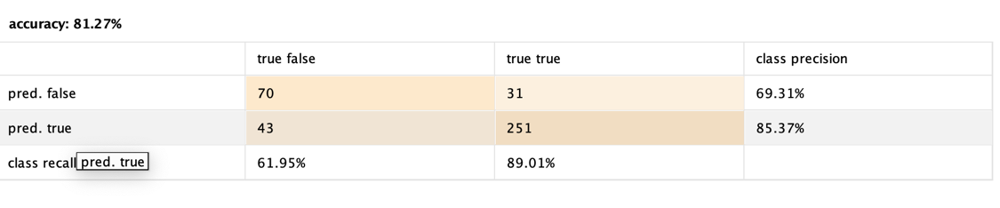 accuracy: 81.27%
true false true true class precision
pred. false 70 31 69.31%
pred. true 43 251 85.37%
class recall pred. true 61.95% 89.01%